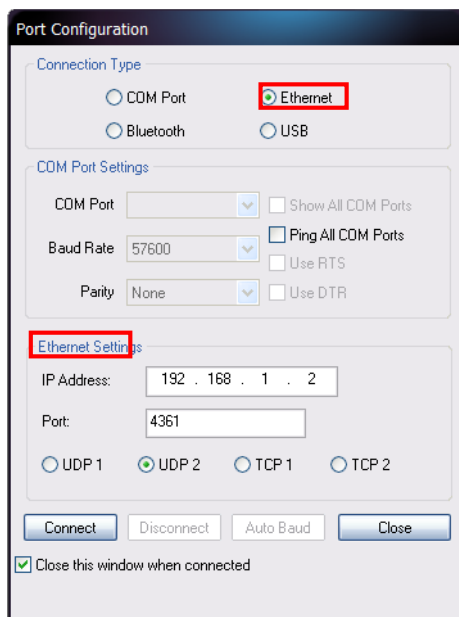 Port Configuration
Connection Type
COM Port Ethernet
Bluetooth USB
COM Port Settings
COM Port Show All COM Ports
Ping All COM Ports
Baud Rate 57600
Use RTS
Parity None Use DTR
Ethernet Settings
IP Address: 192 . 168 . 1 . 2
Port: 4361
UDP 1 UDP 2 TCP 1 TCP 2
Connect Disconnect Auto Baud Close
Close this window when connected